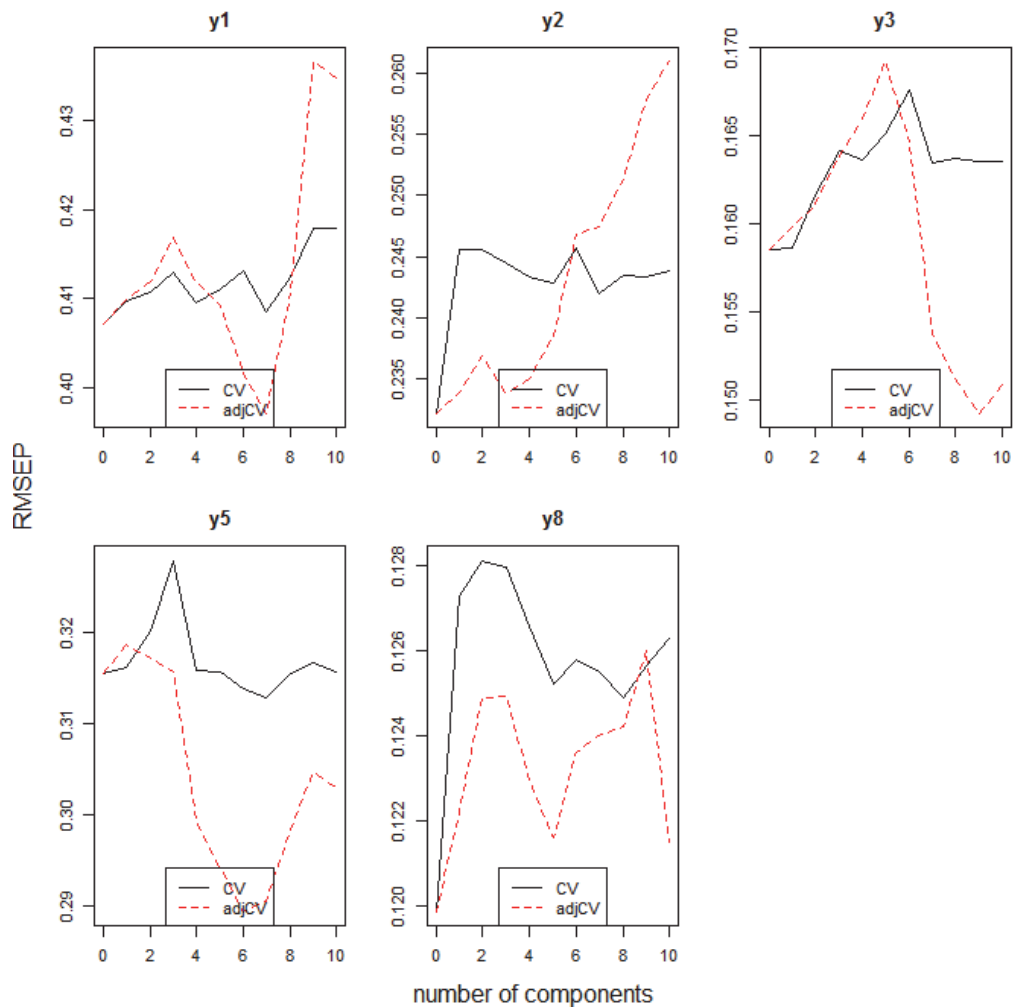 y1
0.43
0.42
0.41
0.40
CV
adjCV
0 2 4 6 8 10
y2
0.260
0.255
0.250
0.245
0.240
0.235
CV
adjCV
0 2 4 6 8 10
y3
0.170
0.165
0.160
0.155
0.150
CV
adjCV
0 2 4 6 8 10
RMSEP
y5
0.32
0.31
0.30
0.29
CV
adjCV
0 2 4 6 8 10
y8
0.128
0.126
0.124
0.122
0.120
CV
adjCV
0 2 4 6 8 10
number of components